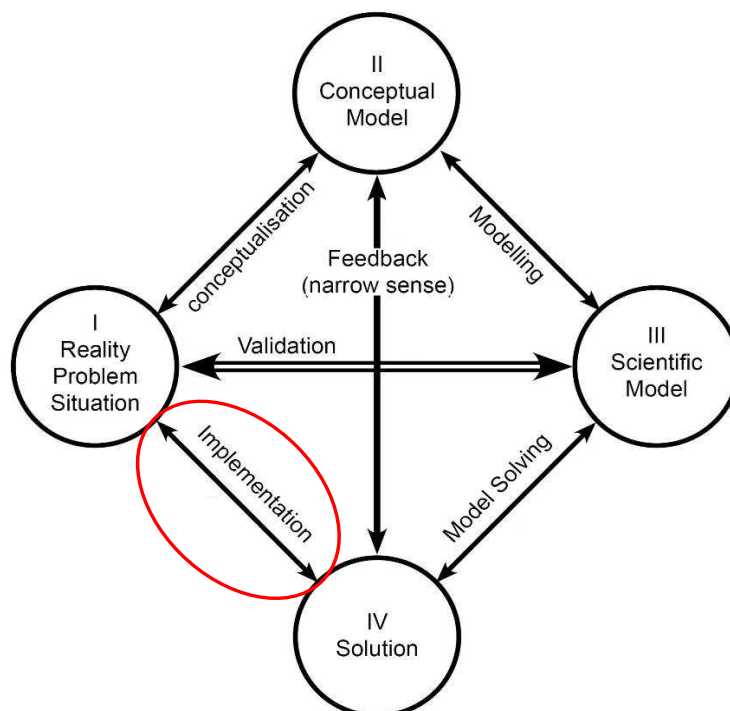 II
Conceptual
Model
conceptualisation
Modelling
Feedback
(narrow sense)
I
Reality
Problem
Situation
Validation
III
Scientific
Model
Implementation
Model Solving
IV
Solution